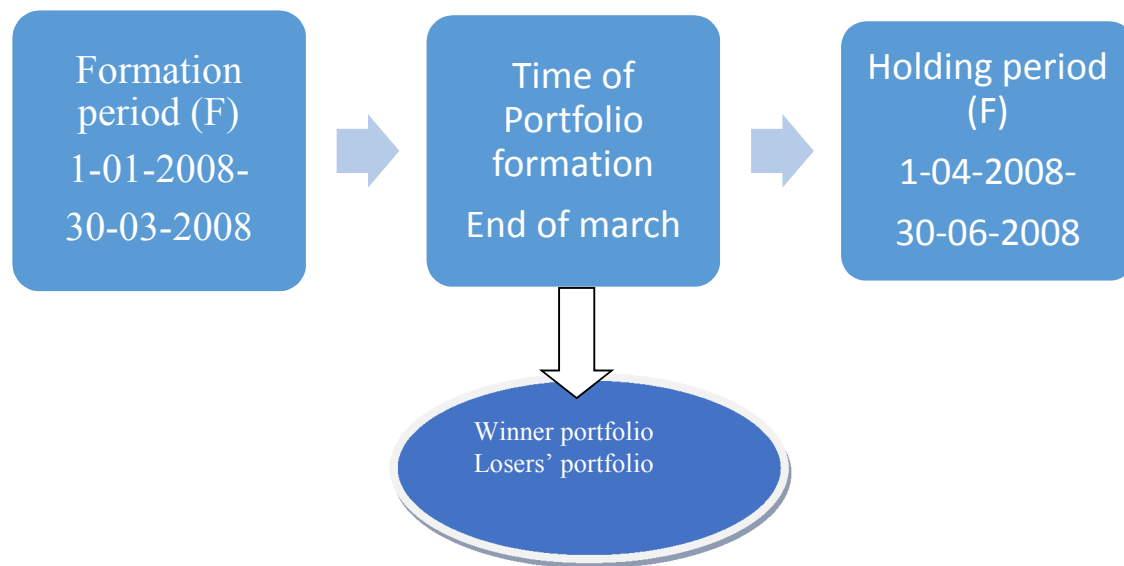 Formation
period (F)
1-01-2008-
30-03-2008
Time of
Portfolio
formation
End of march
Holding period
(F)
1-04-2008-
30-06-2008
Winner portfolio
Losers’ portfolio